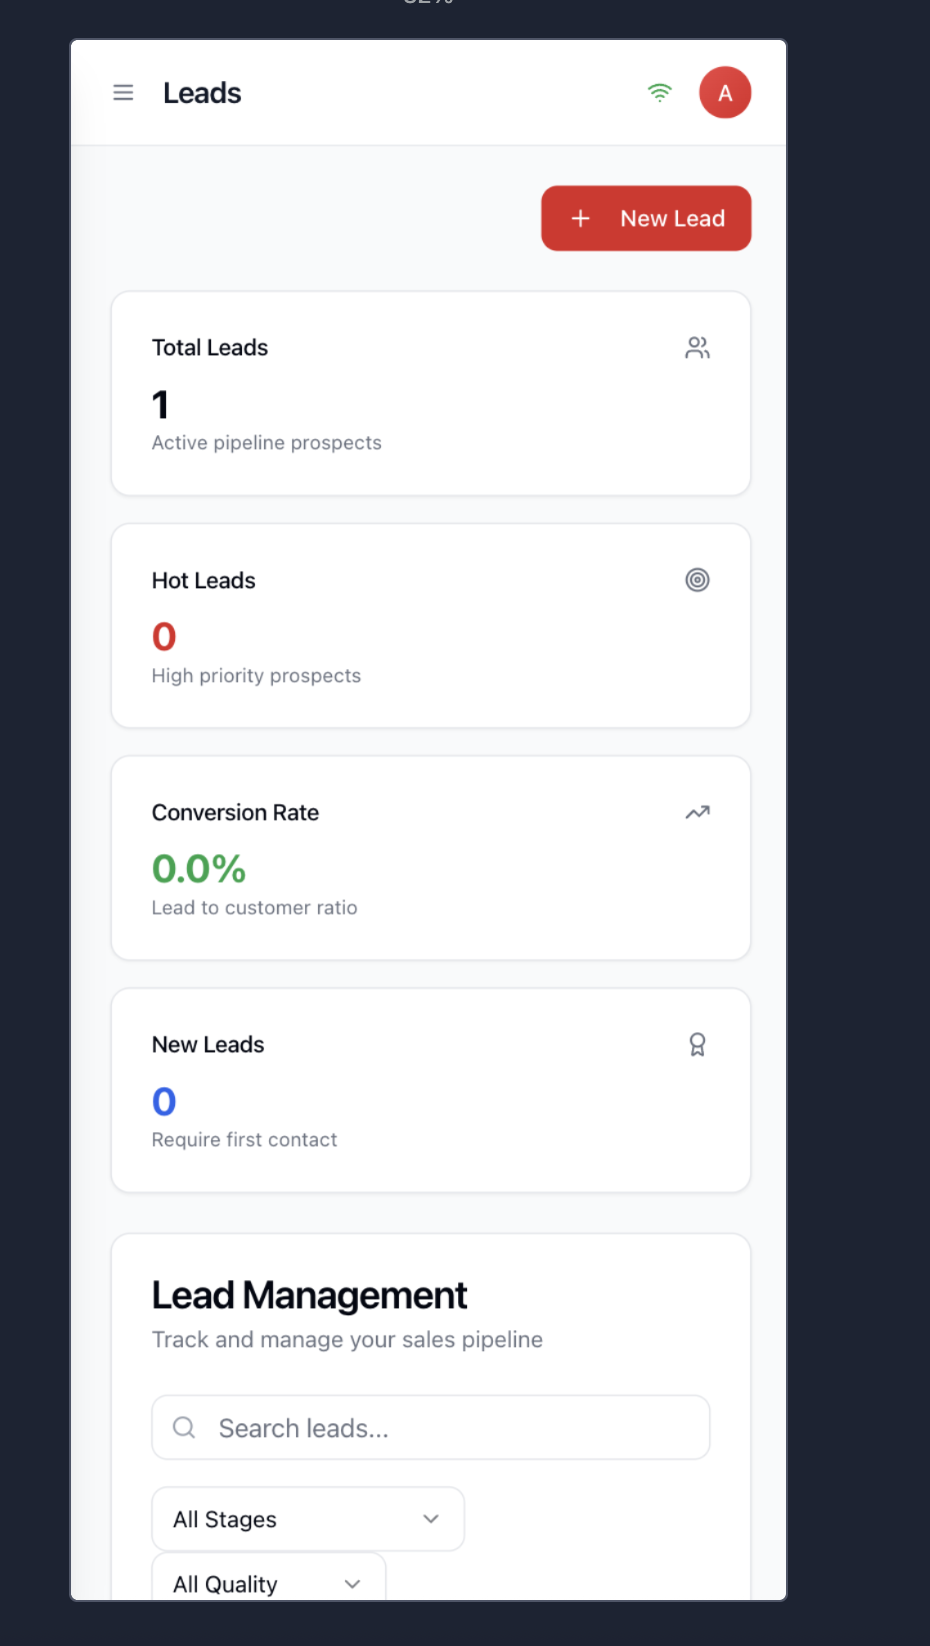 Leads
A
New Lead
Total Leads
1
Active pipeline prospects
Hot Leads
0
High priority prospects
Conversion Rate
0.0%
Lead to customer ratio
New Leads
0
Require first contact
Lead Management
Track and manage your sales pipeline
Search leads...
All Stages
All Quality